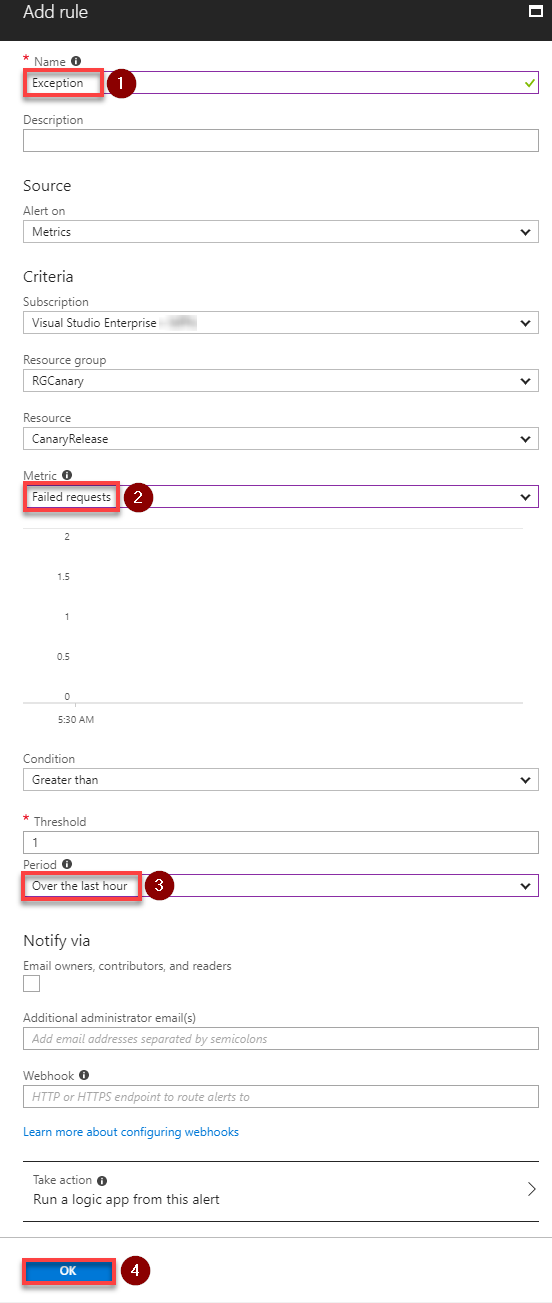 Add rule
* Name
Exception 1
Description
Source
Alert on
Metrics
Criteria
Subscription
Visual Studio Enterprise
Resource group
RGCanary
Resource
CanaryRelease
Metric
Failed requests 2
2
1.5
1
0.5
0
5:30 AM
Condition
Greater than
* Threshold
1
Period
Over the last hour 3
Notify via
Email owners, contributors, and readers
Additional administrator email(s)
Add email addresses separated by semicolons
Webhook
HTTP or HTTPS endpoint to route alerts to
Learn more about configuring webhooks
Take action
Run a logic app from this alert
OK 4